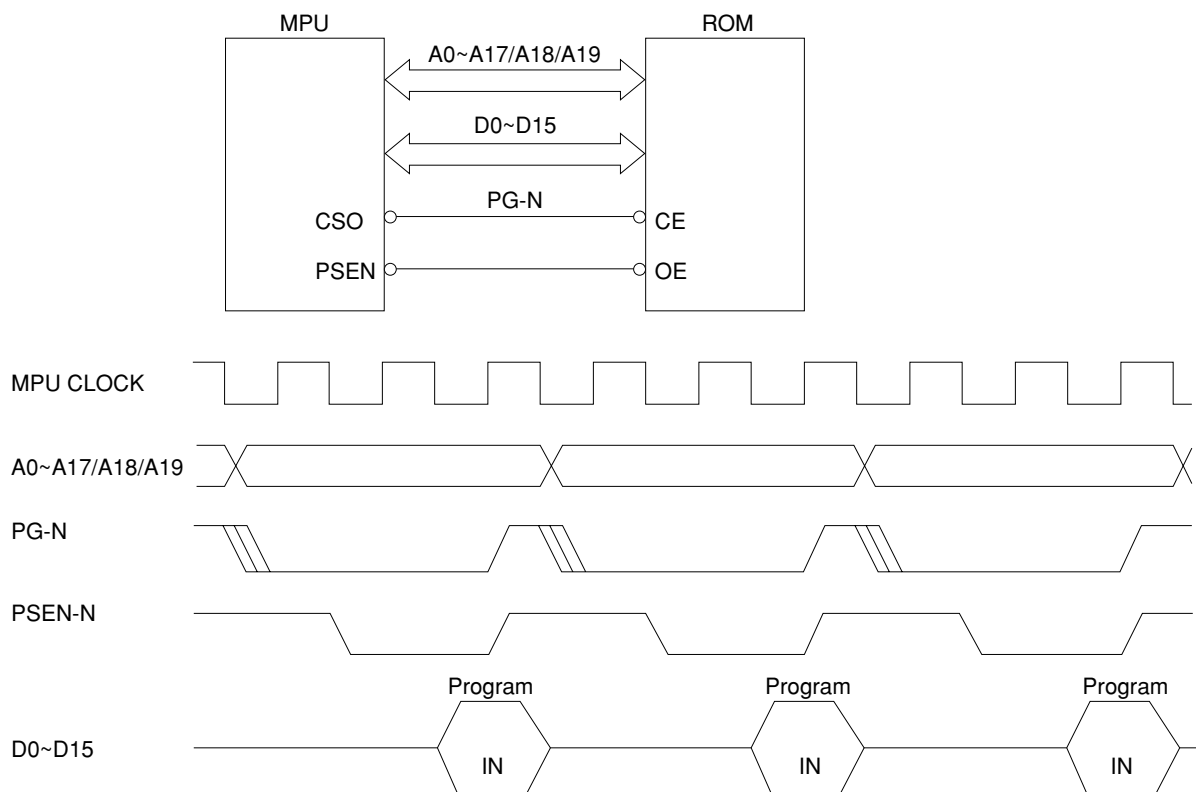 MPU
ROM
A0~A17/A18/A19
D0~D15
PG-N
CSO
CE
PSEN
OE
MPU CLOCK
A0~A17/A18/A19
PG-N
PSEN-N
Program
Program
Program
D0~D15
IN
IN
IN